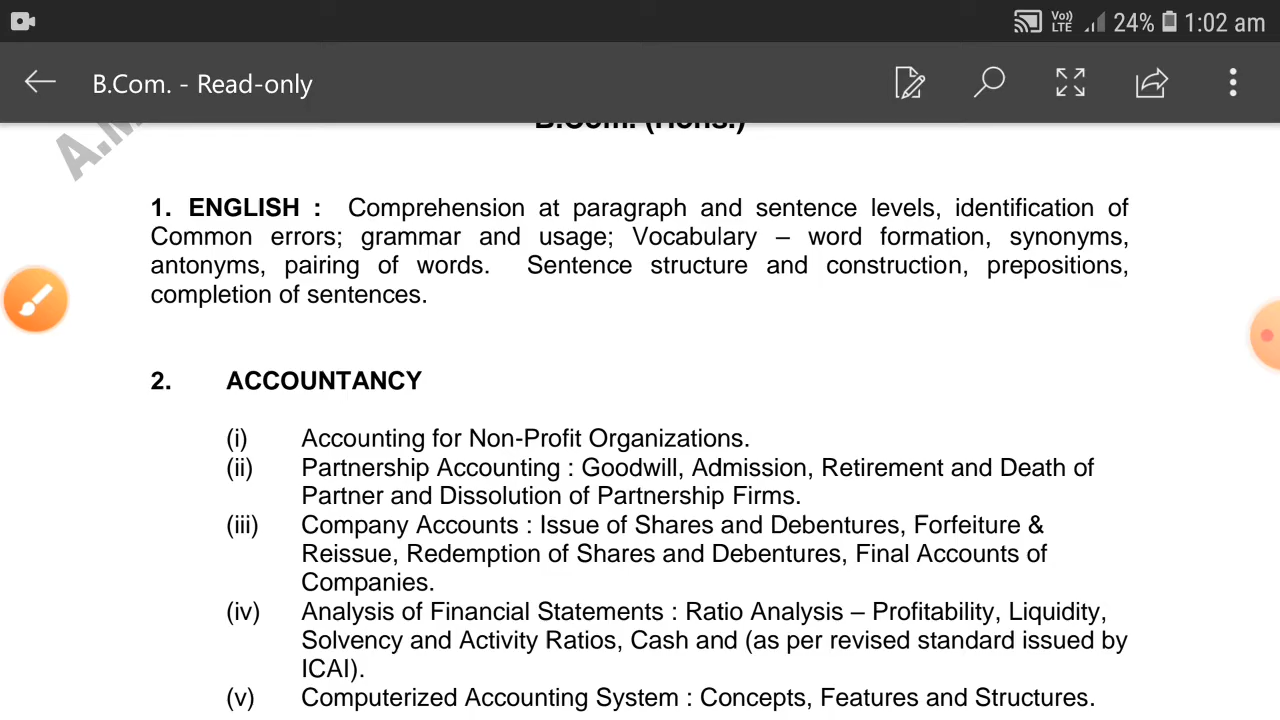 Vo) LTE 24% 1:02 am
B.Com. - Read-only
B.Com. (Hons.)
1. ENGLISH : Comprehension at paragraph and sentence levels, identification of
Common errors; grammar and usage; Vocabulary – word formation, synonyms,
antonyms, pairing of words. Sentence structure and construction, prepositions,
completion of sentences.
2. ACCOUNTANCY
(i) Accounting for Non-Profit Organizations.
(ii) Partnership Accounting : Goodwill, Admission, Retirement and Death of
Partner and Dissolution of Partnership Firms.
(iii) Company Accounts : Issue of Shares and Debentures, Forfeiture &
Reissue, Redemption of Shares and Debentures, Final Accounts of
Companies.
(iv) Analysis of Financial Statements : Ratio Analysis – Profitability, Liquidity,
Solvency and Activity Ratios, Cash and (as per revised standard issued by
ICAI).
(v) Computerized Accounting System : Concepts, Features and Structures.